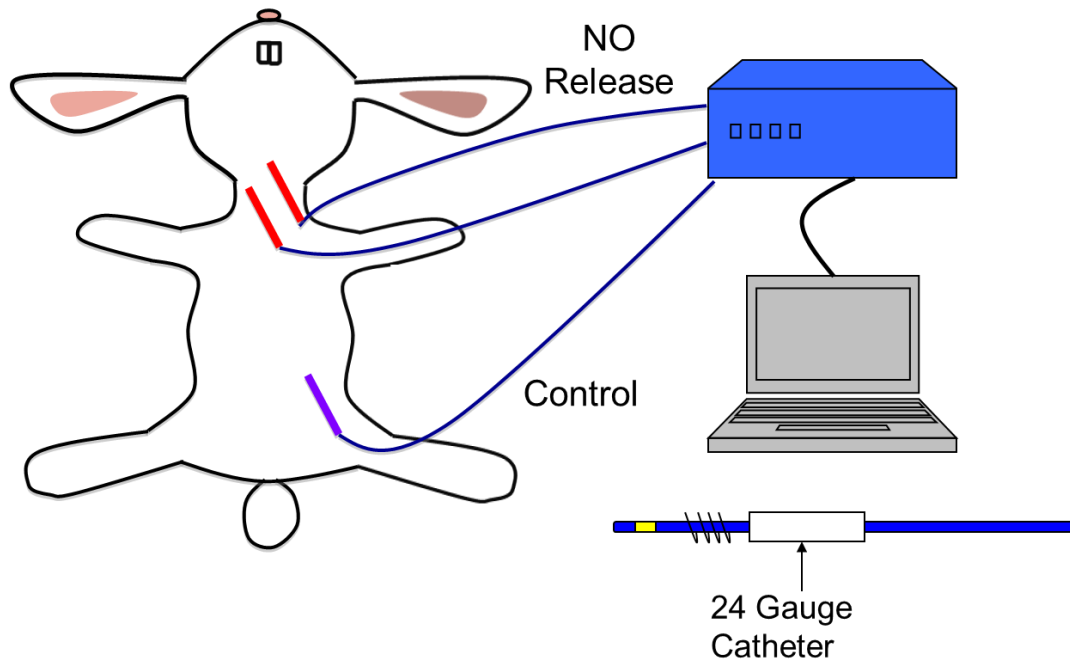 NO
Release
Control
24 Gauge
Catheter